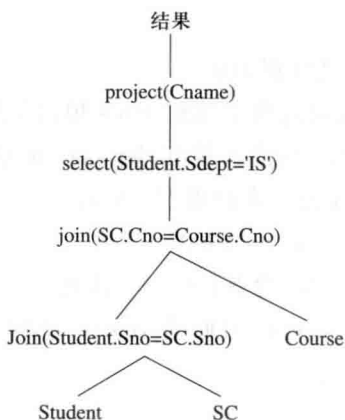 结果
project(Cname)
select(Student.Sdept='IS')
join(SC.Cno=Course.Cno)
Join(Student.Sno=SC.Sno) Course
Student SC